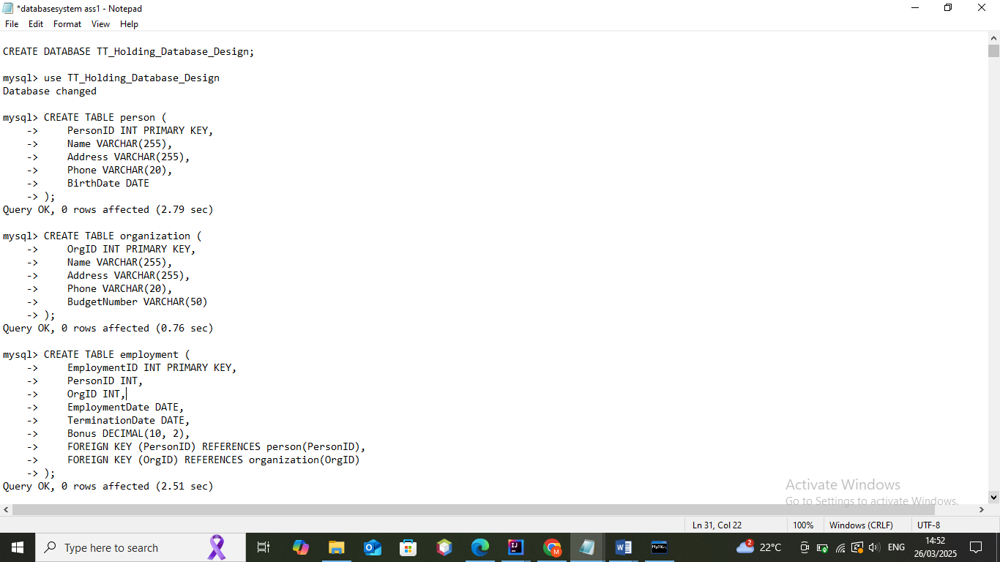 *databasesystem ass1 - Notepad
File Edit Format View Help
CREATE DATABASE TT_Holding_Database_Design;
mysql> use TT_Holding_Database_Design
Database changed
mysql> CREATE TABLE person (
    ->     PersonID INT PRIMARY KEY,
    ->     Name VARCHAR(255),
    ->     Address VARCHAR(255),
    ->     Phone VARCHAR(20),
    ->     BirthDate DATE
    -> );
Query OK, 0 rows affected (2.79 sec)
mysql> CREATE TABLE organization (
    ->     OrgID INT PRIMARY KEY,
    ->     Name VARCHAR(255),
    ->     Address VARCHAR(255),
    ->     Phone VARCHAR(20),
    ->     BudgetNumber VARCHAR(50)
    -> );
Query OK, 0 rows affected (0.76 sec)
mysql> CREATE TABLE employment (
    ->     EmploymentID INT PRIMARY KEY,
    ->     PersonID INT,
    ->     OrgID INT,
    ->     EmploymentDate DATE,
    ->     TerminationDate DATE,
    ->     Bonus DECIMAL(10, 2),
    ->     FOREIGN KEY (PersonID) REFERENCES person(PersonID),
    ->     FOREIGN KEY (OrgID) REFERENCES organization(OrgID)
    -> );
Query OK, 0 rows affected (2.51 sec)
Activate Windows
Go to Settings to activate Windows.
Ln 31, Col 22 100% Windows (CRLF) UTF-8
Type here to search 2 22°C ENG 14:52
26/03/2025